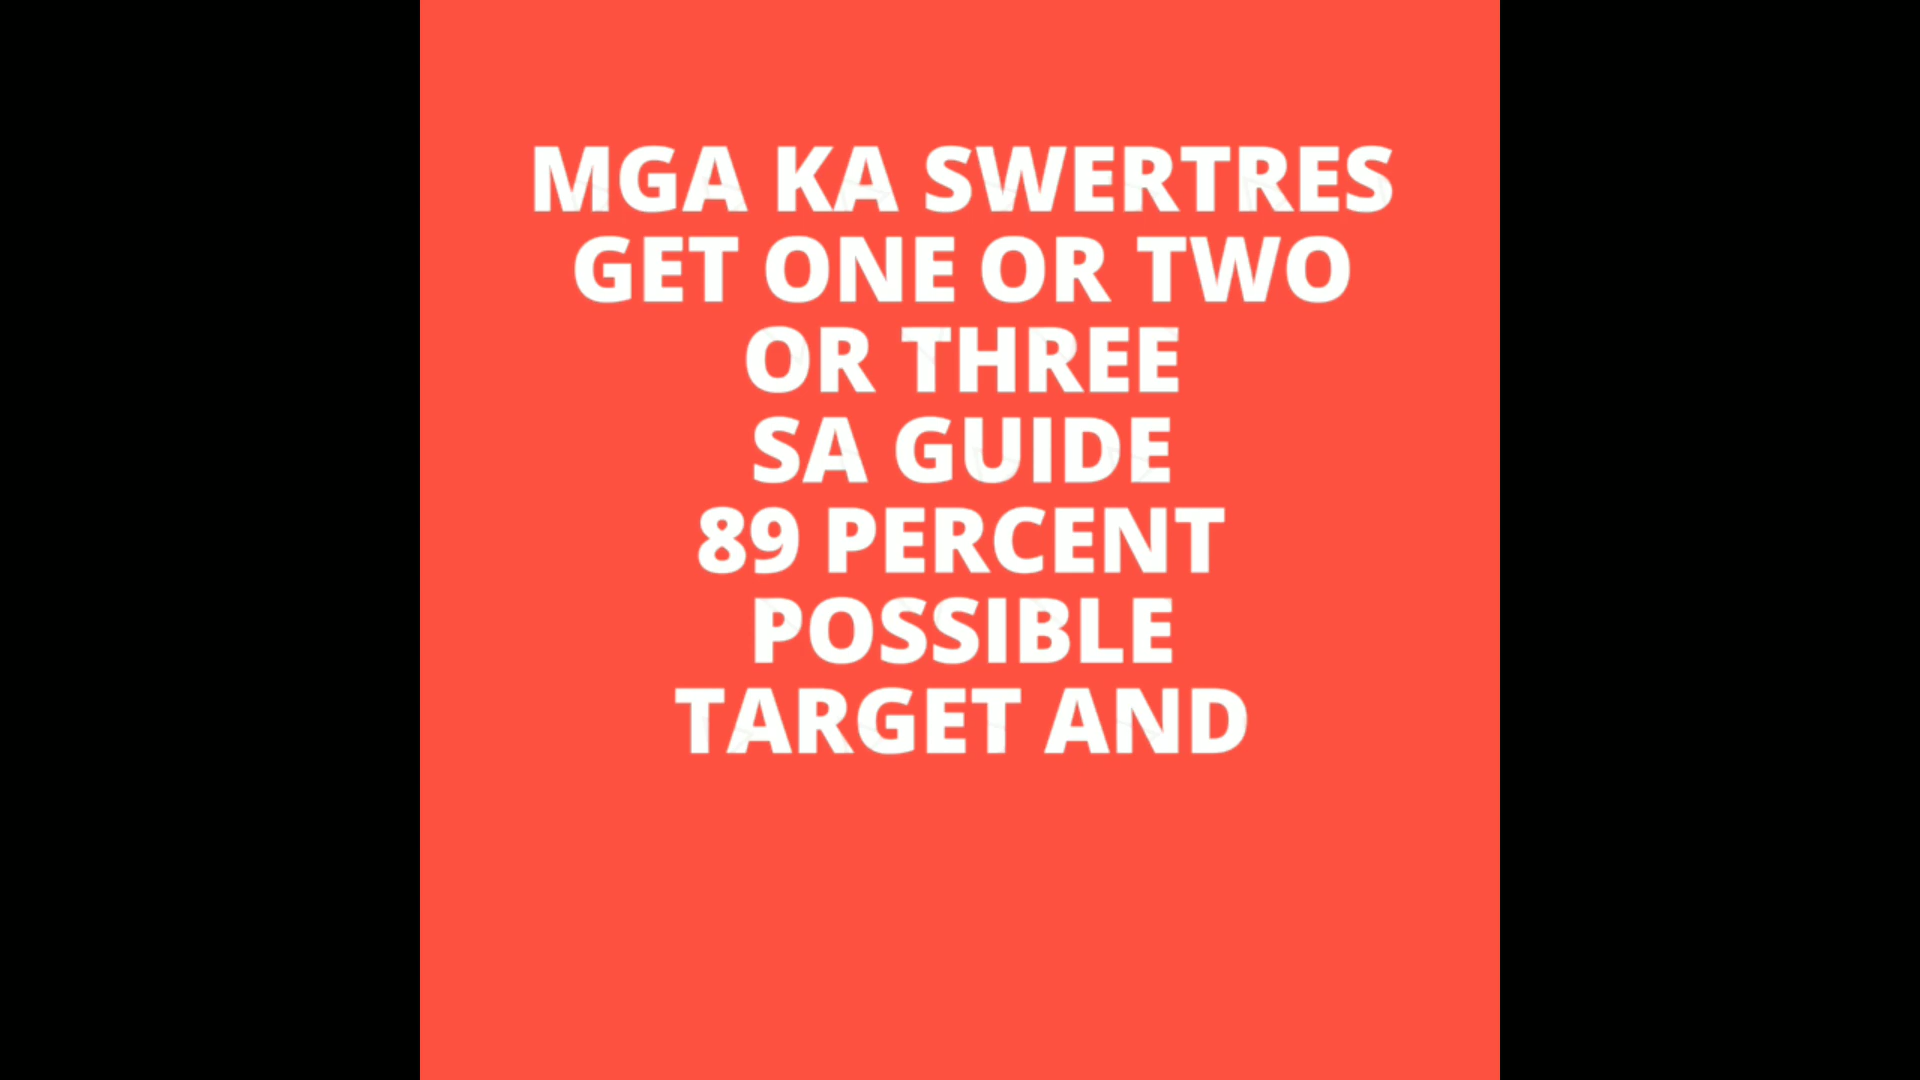 MGA KA SWERTRES
GET ONE OR TWO
OR THREE
SA GUIDE
89 PERCENT
POSSIBLE
TARGET AND